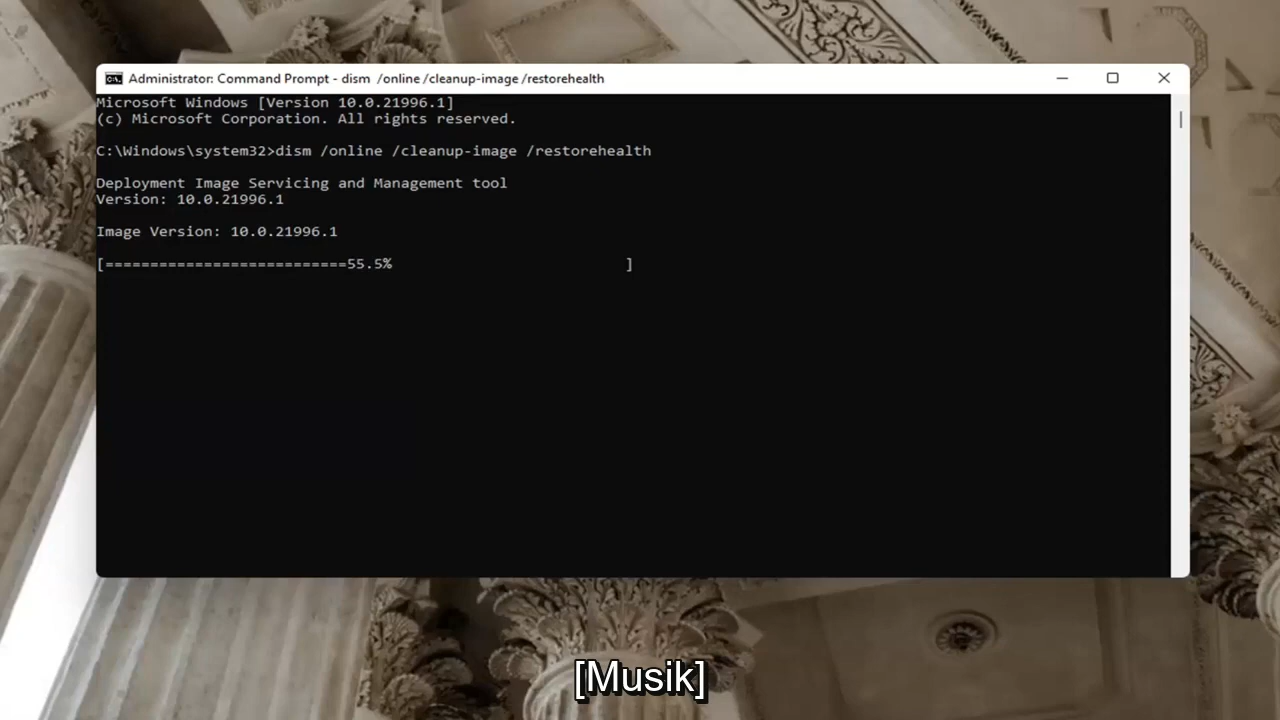 Administrator: Command Prompt - dism  /online /cleanup-image /restorehealth
Microsoft Windows [Version 10.0.21996.1]
(c) Microsoft Corporation. All rights reserved.
C:\Windows\system32>dism /online /cleanup-image /restorehealth
Deployment Image Servicing and Management tool
Version: 10.0.21996.1
Image Version: 10.0.21996.1
[===========================55.5%                          ]
[Musik]